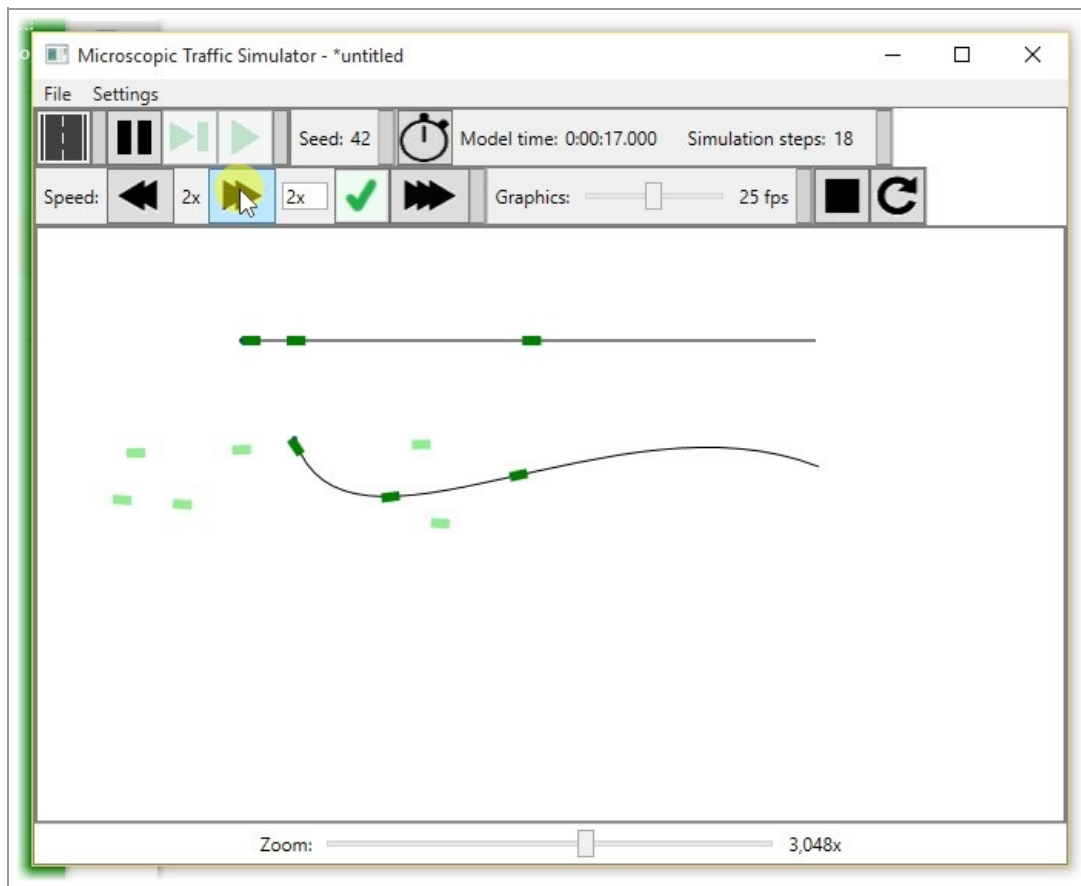 Microscopic Traffic Simulator - *untitled
File Settings
Seed: 42 Model time: 0:00:17.000 Simulation steps: 18
Speed: 2x 2x Graphics: 25 fps
Zoom: 3,048x